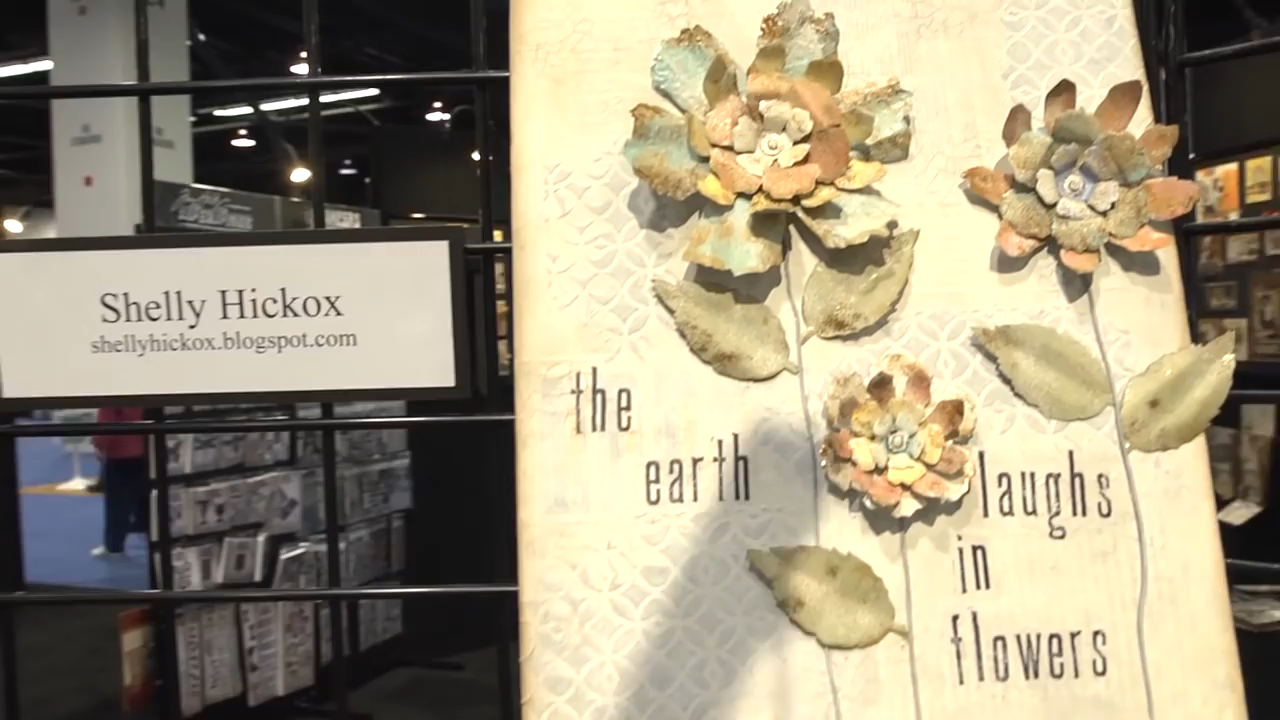 Shelly Hickox
shellyhickox.blogspot.com
the
earth
laughs
in
flowers